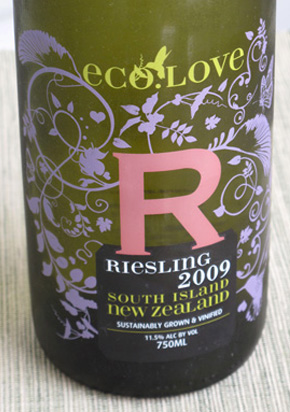 eco.LOVE
R
RIESLING
2009
SOUTH ISLAND
NEW ZEALAND
SUSTAINABLY GROWN & VINIFIED
11.5% ALC BY VOL
750ML